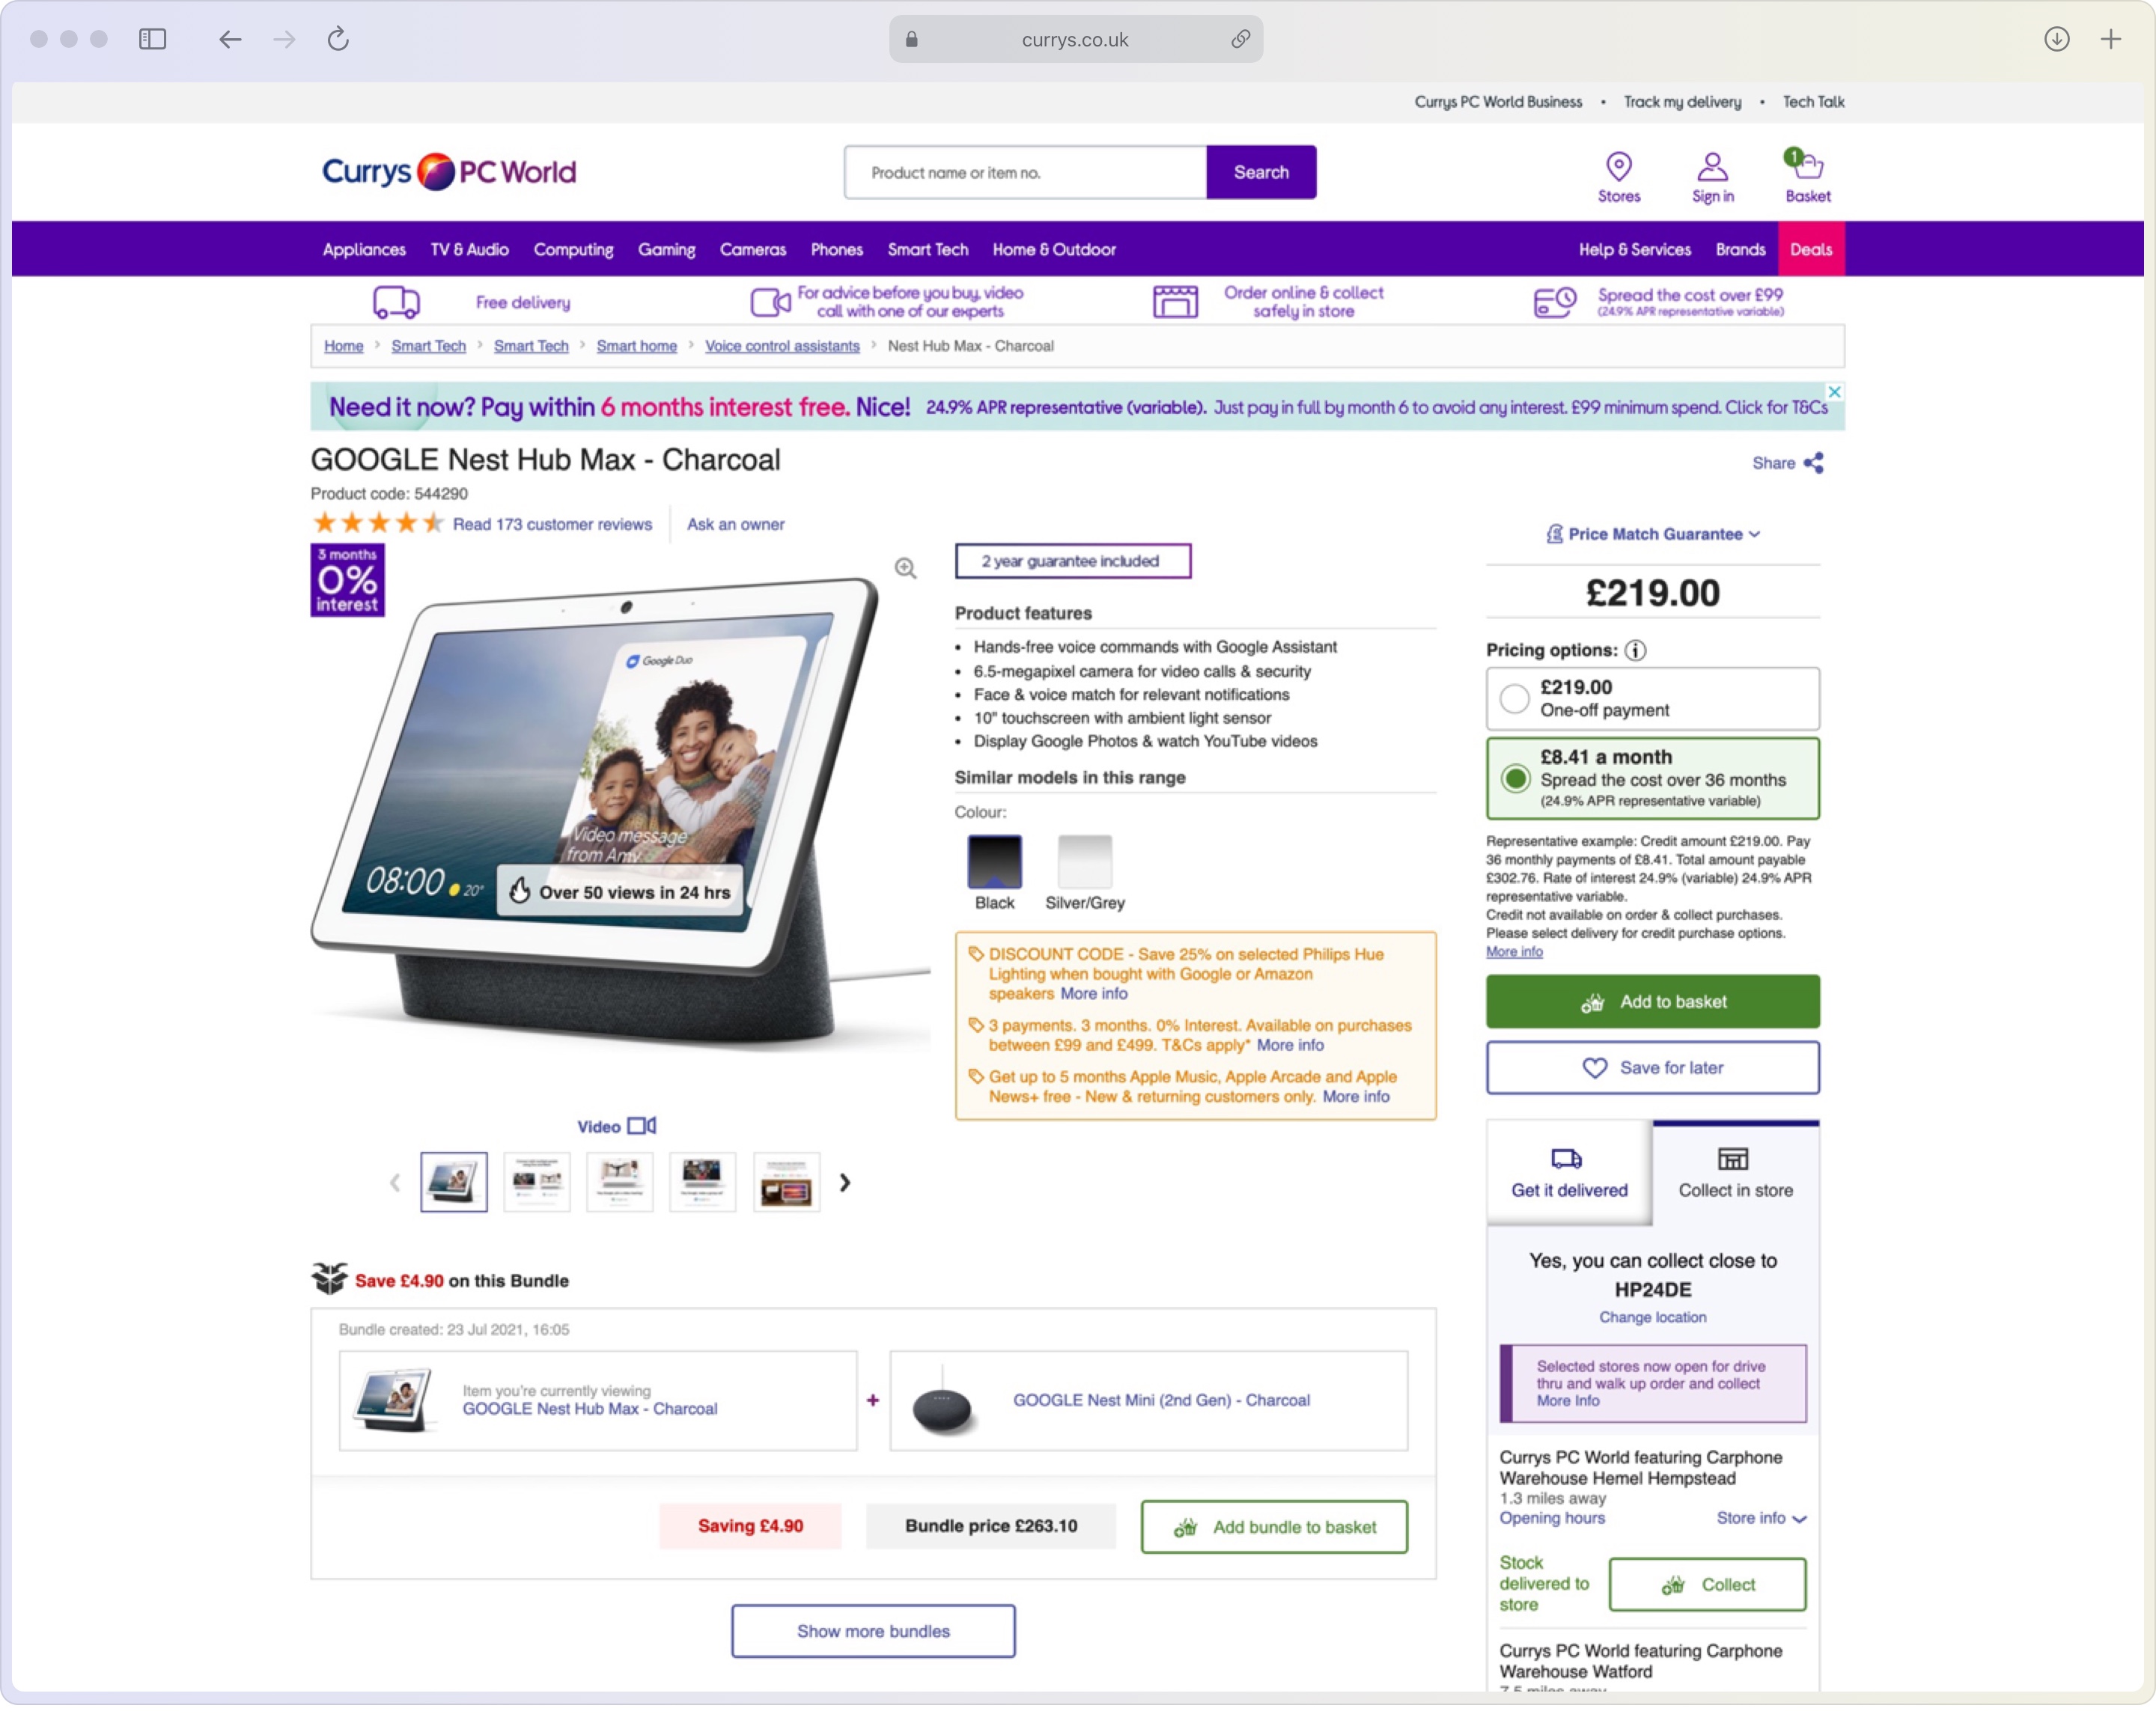 currys.co.uk
Currys PC World Business • Track my delivery • Tech Talk
Currys PC World
Product name or item no.
Search
Stores
Sign in
1
Basket
Appliances TV & Audio Computing Gaming Cameras Phones Smart Tech Home & Outdoor Help & Services Brands Deals
Free delivery
For advice before you buy, video
call with one of our experts
Order online & collect
safely in store
Spread the cost over £99
(24.9% APR representative variable)
Home > Smart Tech > Smart Tech > Smart home > Voice control assistants > Nest Hub Max - Charcoal
Need it now? Pay within 6 months interest free. Nice! 24.9% APR representative (variable). Just pay in full by month 6 to avoid any interest. £99 minimum spend. Click for T&Cs
GOOGLE Nest Hub Max - Charcoal
Share
Product code: 544290
Read 173 customer reviews
Ask an owner
3 months
0%
interest
Google Duo
Video message
from Amy
08:00 20°
Over 50 views in 24 hrs
Video
2 year guarantee included
Product features
• Hands-free voice commands with Google Assistant
• 6.5-megapixel camera for video calls & security
• Face & voice match for relevant notifications
• 10" touchscreen with ambient light sensor
• Display Google Photos & watch YouTube videos
Similar models in this range
Colour:
Black
Silver/Grey
DISCOUNT CODE - Save 25% on selected Philips Hue
Lighting when bought with Google or Amazon
speakers More info
3 payments. 3 months. 0% Interest. Available on purchases
between £99 and £499. T&Cs apply* More info
Get up to 5 months Apple Music, Apple Arcade and Apple
News+ free - New & returning customers only. More info
Price Match Guarantee
£219.00
Pricing options:
£219.00
One-off payment
£8.41 a month
Spread the cost over 36 months
(24.9% APR representative variable)
Representative example: Credit amount £219.00. Pay
36 monthly payments of £8.41. Total amount payable
£302.76. Rate of interest 24.9% (variable) 24.9% APR
representative variable.
Credit not available on order & collect purchases.
Please select delivery for credit purchase options.
More info
Add to basket
Save for later
Get it delivered
Collect in store
Yes, you can collect close to
HP24DE
Change location
Selected stores now open for drive
thru and walk up order and collect
More Info
Currys PC World featuring Carphone
Warehouse Hemel Hempstead
1.3 miles away
Opening hours
Store info
Stock
delivered to
store
Collect
Currys PC World featuring Carphone
Warehouse Watford
7.5 miles away
Save £4.90 on this Bundle
Bundle created: 23 Jul 2021, 16:05
Item you're currently viewing
GOOGLE Nest Hub Max - Charcoal
+
GOOGLE Nest Mini (2nd Gen) - Charcoal
Saving £4.90
Bundle price £263.10
Add bundle to basket
Show more bundles